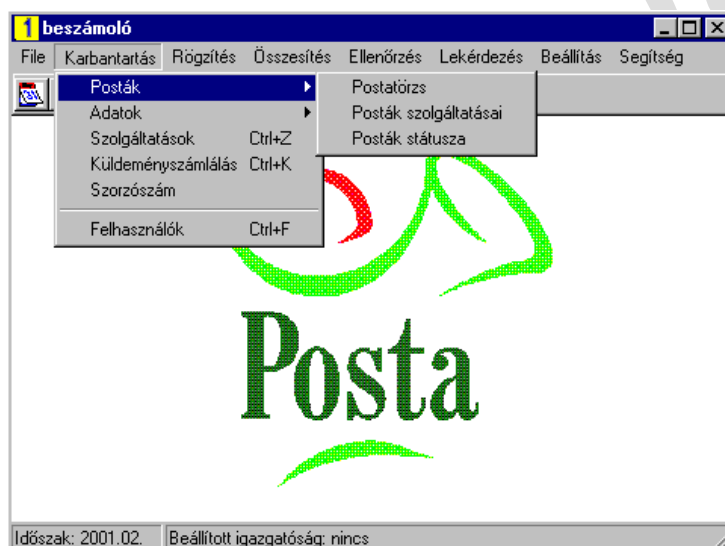 1 beszámoló
File Karbantartás Rögzítés Összesítés Ellenőrzés Lekérdezés Beállítás Segítség
Posták
Adatok
Szolgáltatások Ctrl+Z
Küldeményszámlálás Ctrl+K
Szorzószám
Felhasználók Ctrl+F
Postatörzs
Posták szolgáltatásai
Posták státusza
Posta
Időszak: 2001.02. Beállított igazgatóság: nincs